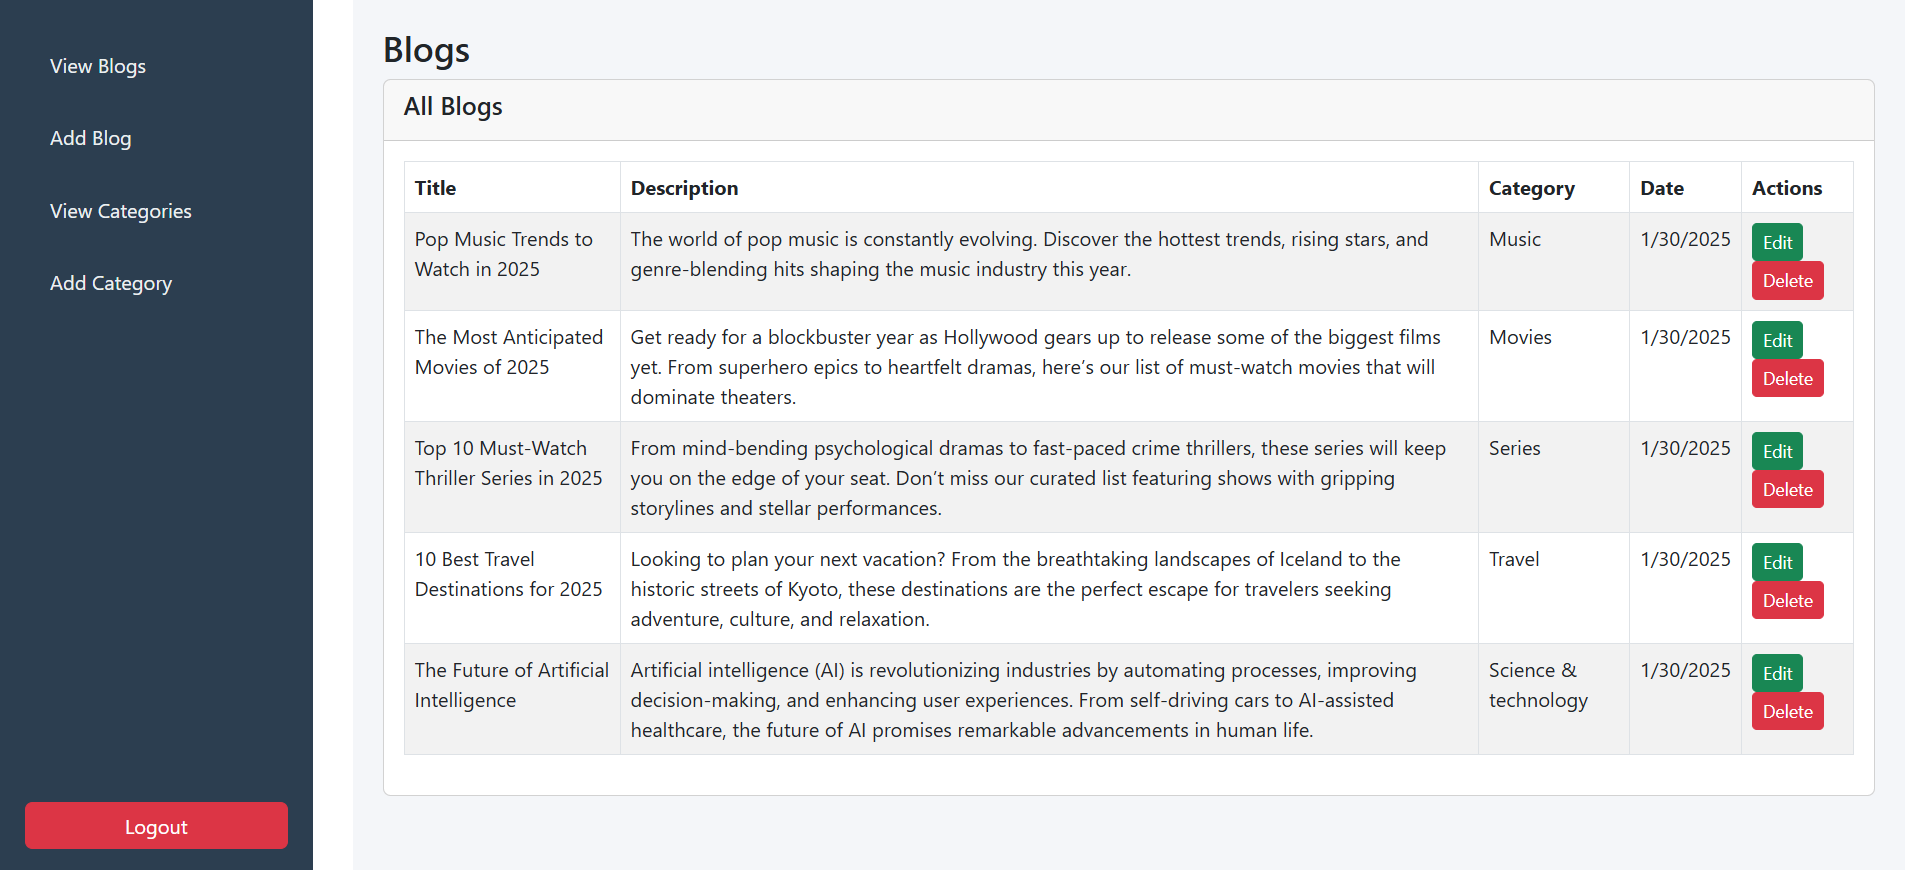 View Blogs
Add Blog
View Categories
Add Category
Logout
Blogs
All Blogs
Title Description Category Date Actions
Pop Music Trends to The world of pop music is constantly evolving. Discover the hottest trends, rising stars, and Music 1/30/2025 Edit
Watch in 2025 genre-blending hits shaping the music industry this year. Delete
The Most Anticipated Get ready for a blockbuster year as Hollywood gears up to release some of the biggest films Movies 1/30/2025 Edit
Movies of 2025 yet. From superhero epics to heartfelt dramas, here’s our list of must-watch movies that will Delete
dominate theaters.
Top 10 Must-Watch From mind-bending psychological dramas to fast-paced crime thrillers, these series will keep Series 1/30/2025 Edit
Thriller Series in 2025 you on the edge of your seat. Don’t miss our curated list featuring shows with gripping Delete
storylines and stellar performances.
10 Best Travel Looking to plan your next vacation? From the breathtaking landscapes of Iceland to the Travel 1/30/2025 Edit
Destinations for 2025 historic streets of Kyoto, these destinations are the perfect escape for travelers seeking Delete
adventure, culture, and relaxation.
The Future of Artificial Artificial intelligence (AI) is revolutionizing industries by automating processes, improving Science & 1/30/2025 Edit
Intelligence decision-making, and enhancing user experiences. From self-driving cars to AI-assisted technology Delete
healthcare, the future of AI promises remarkable advancements in human life.